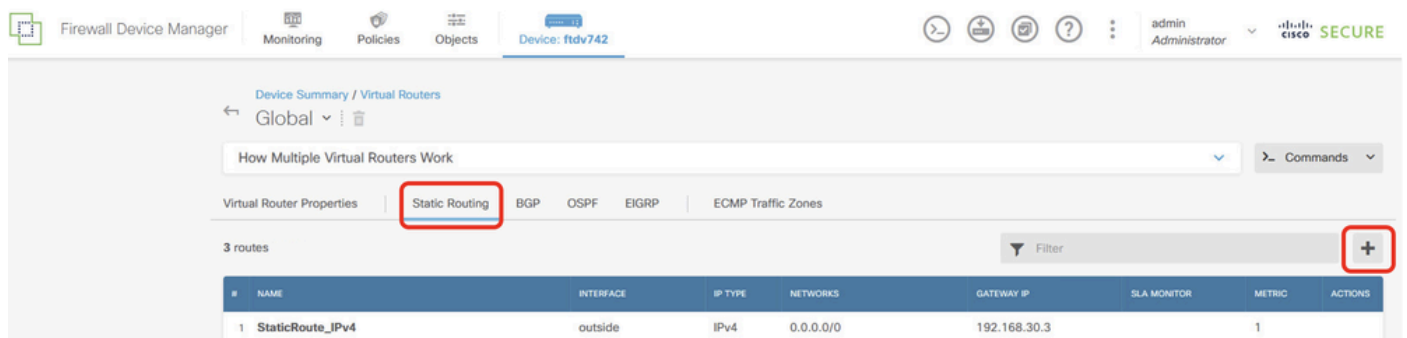 Firewall Device Manager
Monitoring
Policies
Objects
Device: ftdv742
admin
Administrator
cisco SECURE
Device Summary / Virtual Routers
Global
How Multiple Virtual Routers Work
>_ Commands
Virtual Router Properties
Static Routing
BGP
OSPF
EIGRP
ECMP Traffic Zones
3 routes
Filter
# NAME INTERFACE IP TYPE NETWORKS GATEWAY IP SLA MONITOR METRIC ACTIONS
1 StaticRoute_IPv4 outside IPv4 0.0.0.0/0 192.168.30.3 1